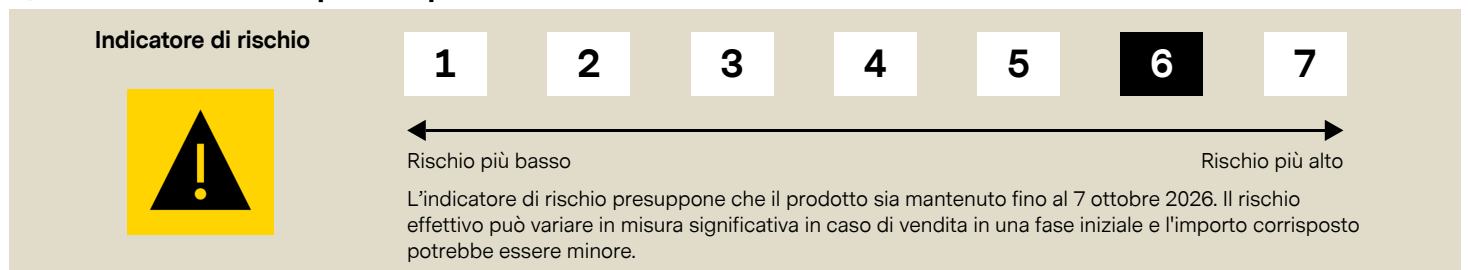 Indicatore di rischio
1 2 3 4 5 6 7
Rischio più basso Rischio più alto
L'indicatore di rischio presuppone che il prodotto sia mantenuto fino al 7 ottobre 2026. Il rischio
effettivo può variare in misura significativa in caso di vendita in una fase iniziale e l'importo corrisposto
potrebbe essere minore.